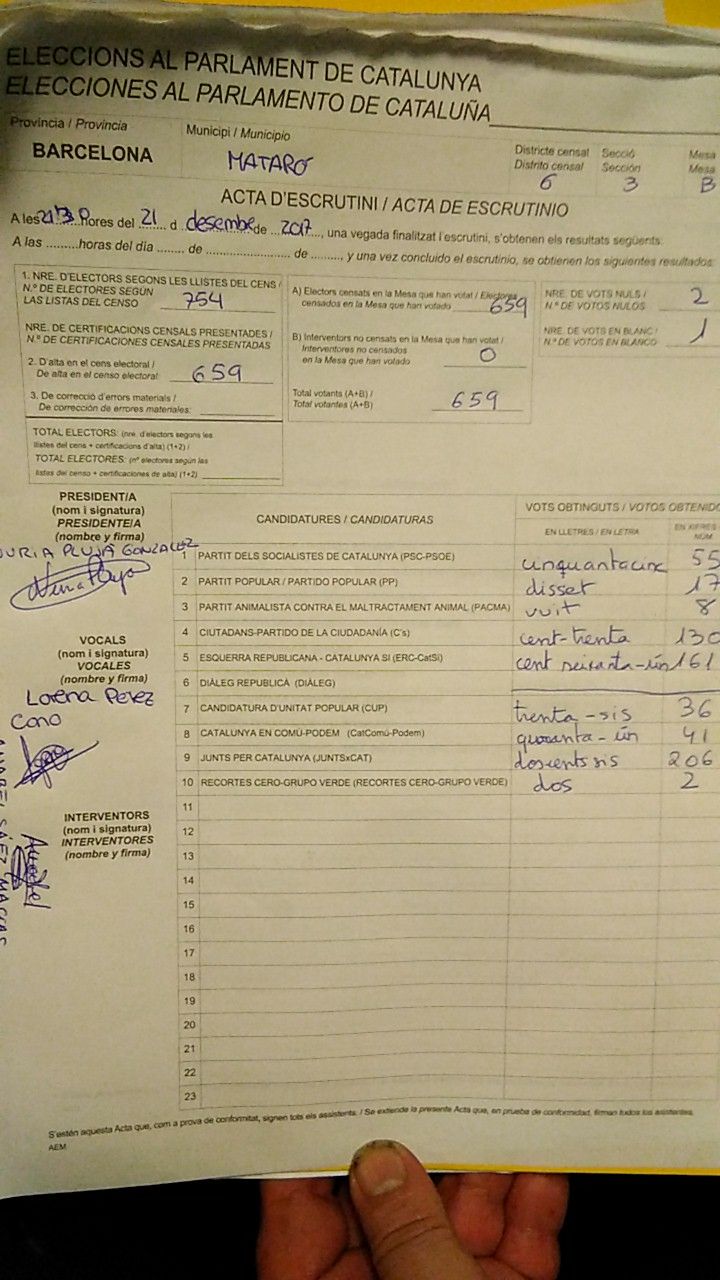 ELECCIONS AL PARLAMENT DE CATALUNYA
ELECCIONES AL PARLAMENTO DE CATALUÑA
Província / Provincia
BARCELONA
Municipi / Municipio
MATARÓ
Districte censal Secció Mesa
Distrito censal Sección Mesa
6 3 B
ACTA D'ESCRUTINI / ACTA DE ESCRUTINIO
A les ... hores del 21 d desembre de 2017, una vegada finalitzat l'escrutini, s'obtenen els resultats següents:
A las .........horas del día ........ de ........................ de .........., y una vez concluido el escrutinio, se obtienen los siguientes resultados:
1. NRE. D'ELECTORS SEGONS LES LLISTES DEL CENS /
N.º DE ELECTORES SEGÚN
LAS LISTAS DEL CENSO 754
NRE. DE CERTIFICACIONS CENSALS PRESENTADES /
N.º DE CERTIFICACIONES CENSALES PRESENTADAS
2. D'alta en el cens electoral /
De alta en el censo electoral: 659
3. De correcció d'errors materials /
De corrección de errores materiales:
TOTAL ELECTORS: (nre. d'electors segons les
llistes del cens + certificacions d'alta) (1+2) /
TOTAL ELECTORES: (nº electores según las
listas del censo + certificaciones de alta) (1+2)
A) Electors censats en la Mesa que han votat / Electores
censados en la Mesa que han votado 659
B) Interventors no censats en la Mesa que han votat /
Interventores no censados
en la Mesa que han votado 0
Total votants (A+B) /
Total votantes (A+B) 659
NRE. DE VOTS NULS /
N.º DE VOTOS NULOS 2
NRE. DE VOTS EN BLANC /
N.º DE VOTOS EN BLANCO 1
PRESIDENT/A
(nom i signatura)
PRESIDENTE/A
(nombre y firma)
NURIA PLUJÀ GONZALEZ
VOCALS
(nom i signatura)
VOCALES
(nombre y firma)
Lorena Perez
Cano
INTERVENTORS
(nom i signatura)
INTERVENTORES
(nombre y firma)
CANDIDATURES / CANDIDATURAS
VOTS OBTINGUTS / VOTOS OBTENIDO
EN LLETRES / EN LETRA
EN XIFRES
NÚM
1 PARTIT DELS SOCIALISTES DE CATALUNYA (PSC-PSOE) cinquantacinc 55
2 PARTIT POPULAR / PARTIDO POPULAR (PP) disset 17
3 PARTIT ANIMALISTA CONTRA EL MALTRACTAMENT ANIMAL (PACMA) vuit 8
4 CIUTADANS-PARTIDO DE LA CIUDADANÍA (C's) cent-trenta 130
5 ESQUERRA REPUBLICANA - CATALUNYA SÍ (ERC-CatSí) cent seixanta-ún 161
6 DIÀLEG REPUBLICÀ (DIÀLEG)
7 CANDIDATURA D'UNITAT POPULAR (CUP) trenta-sis 36
8 CATALUNYA EN COMÚ-PODEM (CatComú-Podem) quaranta-ún 41
9 JUNTS PER CATALUNYA (JUNTSxCAT) doscents sis 206
10 RECORTES CERO-GRUPO VERDE (RECORTES CERO-GRUPO VERDE) dos 2
11
12
13
14
15
16
17
18
19
20
21
22
23
S'estén aquesta Acta que, com a prova de conformitat, signen tots els assistents. / Se extiende la presente Acta que, en prueba de conformidad, firman todos los asistentes.
AEM